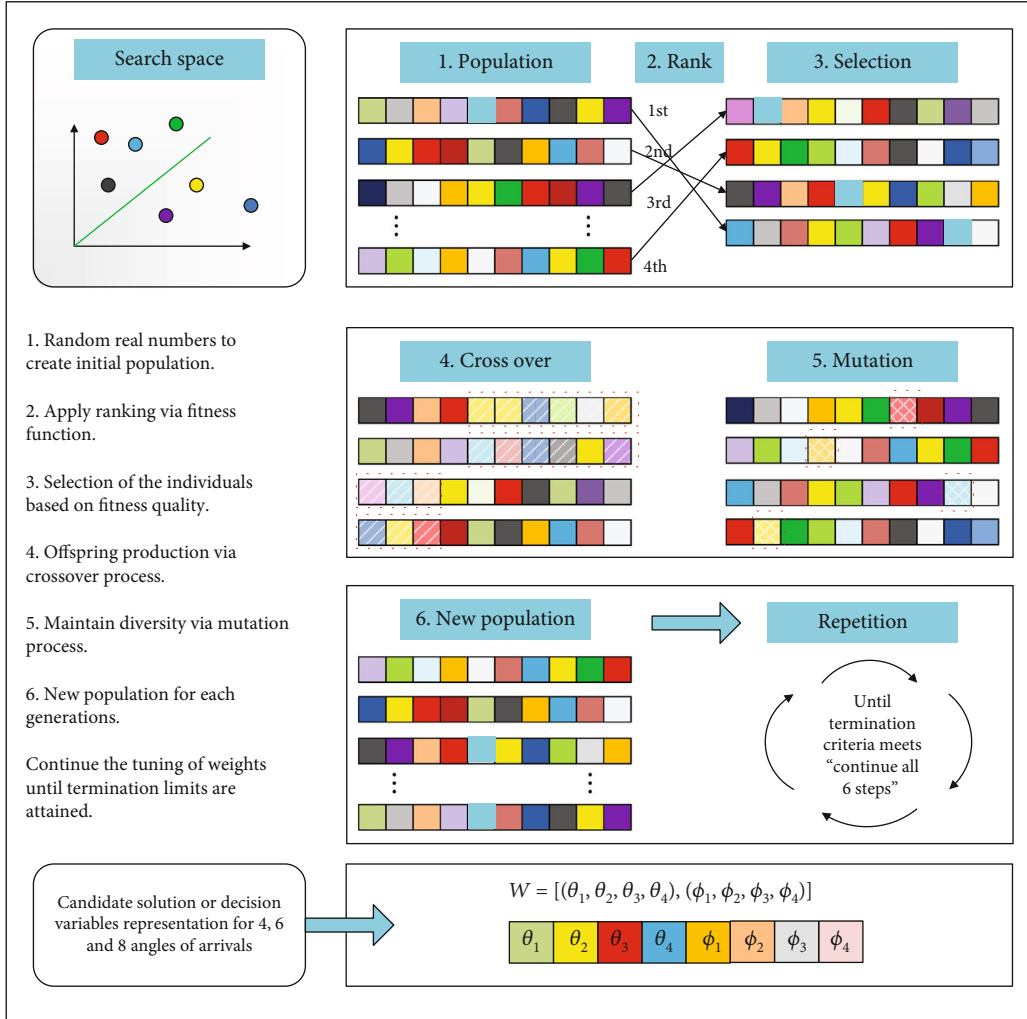 Search space
1. Population
2. Rank
3. Selection
1st
2nd
3rd
4th
1. Random real numbers to
create initial population.
2. Apply ranking via fitness
function.
3. Selection of the individuals
based on fitness quality.
4. Offspring production via
crossover process.
5. Maintain diversity via mutation
process.
6. New population for each
generations.
Continue the tuning of weights
until termination limits are
attained.
4. Cross over
5. Mutation
6. New population
Repetition
Until
termination
criteria meets
“continue all
6 steps”
Candidate solution or decision
variables representation for 4, 6
and 8 angles of arrivals
W = [(θ₁, θ₂, θ₃, θ₄), (ϕ₁, ϕ₂, ϕ₃, ϕ₄)]
θ₁ θ₂ θ₃ θ₄ ϕ₁ ϕ₂ ϕ₃ ϕ₄